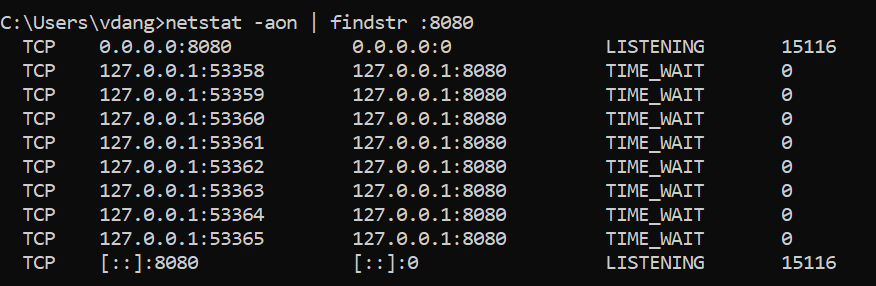 C:\Users\vdang>netstat -aon | findstr :8080
  TCP    0.0.0.0:8080           0.0.0.0:0              LISTENING       15116
  TCP    127.0.0.1:53358        127.0.0.1:8080         TIME_WAIT       0
  TCP    127.0.0.1:53359        127.0.0.1:8080         TIME_WAIT       0
  TCP    127.0.0.1:53360        127.0.0.1:8080         TIME_WAIT       0
  TCP    127.0.0.1:53361        127.0.0.1:8080         TIME_WAIT       0
  TCP    127.0.0.1:53362        127.0.0.1:8080         TIME_WAIT       0
  TCP    127.0.0.1:53363        127.0.0.1:8080         TIME_WAIT       0
  TCP    127.0.0.1:53364        127.0.0.1:8080         TIME_WAIT       0
  TCP    127.0.0.1:53365        127.0.0.1:8080         TIME_WAIT       0
  TCP    [::]:8080              [::]:0                 LISTENING       15116